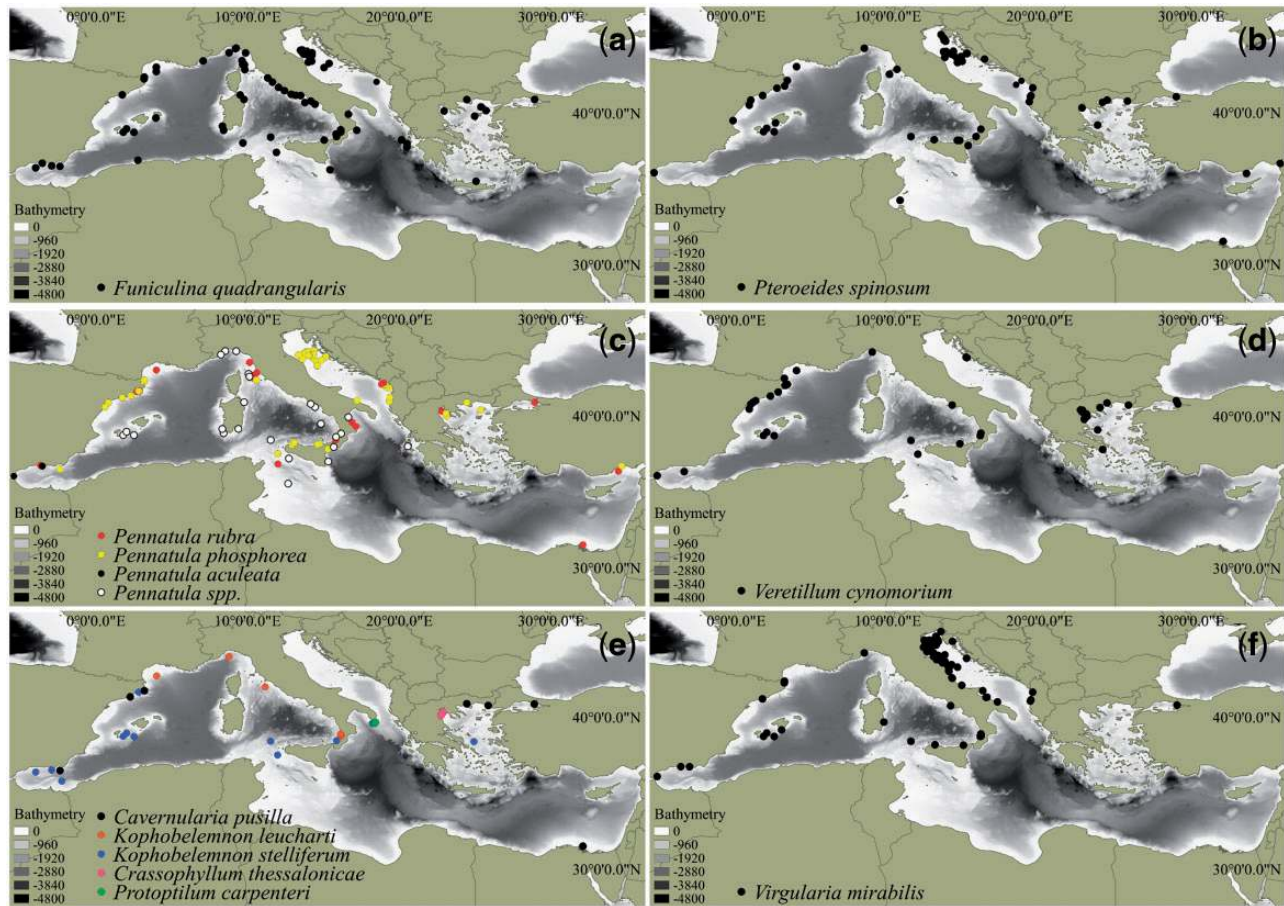 0°0'0.0"E 10°0'0.0"E 20°0'0.0"E 30°0'0.0"E
(a)
40°0'0.0"N
30°0'0.0"N
Bathymetry
0
-960
-1920
-2880
-3840
-4800
Funiculina quadrangularis
0°0'0.0"E 10°0'0.0"E 20°0'0.0"E 30°0'0.0"E
(b)
40°0'0.0"N
30°0'0.0"N
Bathymetry
0
-960
-1920
-2880
-3840
-4800
Pteroeides spinosum
0°0'0.0"E 10°0'0.0"E 20°0'0.0"E 30°0'0.0"E
(c)
40°0'0.0"N
30°0'0.0"N
Bathymetry
0
-960
-1920
-2880
-3840
-4800
Pennatula rubra
Pennatula phosphorea
Pennatula aculeata
Pennatula spp.
0°0'0.0"E 10°0'0.0"E 20°0'0.0"E 30°0'0.0"E
(d)
40°0'0.0"N
30°0'0.0"N
Bathymetry
0
-960
-1920
-2880
-3840
-4800
Veretillum cynomorium
0°0'0.0"E 10°0'0.0"E 20°0'0.0"E 30°0'0.0"E
(e)
40°0'0.0"N
30°0'0.0"N
Bathymetry
0
-960
-1920
-2880
-3840
-4800
Cavernularia pusilla
Kophobelemnon leucharti
Kophobelemnon stelliferum
Crassophyllum thessalonicae
Protoptilum carpenteri
0°0'0.0"E 10°0'0.0"E 20°0'0.0"E 30°0'0.0"E
(f)
40°0'0.0"N
30°0'0.0"N
Bathymetry
0
-960
-1920
-2880
-3840
-4800
Virgularia mirabilis